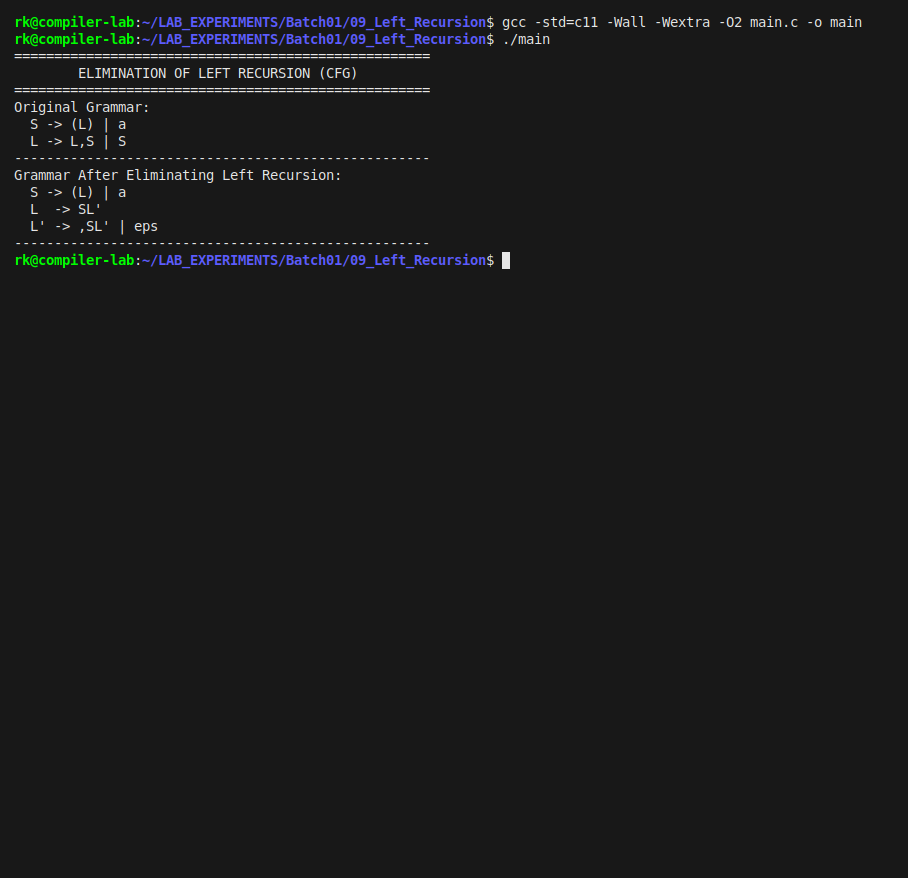 rk@compiler-lab:~/LAB_EXPERIMENTS/Batch01/09_Left_Recursion$ gcc -std=c11 -Wall -Wextra -O2 main.c -o main
rk@compiler-lab:~/LAB_EXPERIMENTS/Batch01/09_Left_Recursion$ ./main
====================================================
        ELIMINATION OF LEFT RECURSION (CFG)
====================================================
Original Grammar:
  S -> (L) | a
  L -> L,S | S
----------------------------------------------------
Grammar After Eliminating Left Recursion:
  S -> (L) | a
  L  -> SL'
  L' -> ,SL' | eps
----------------------------------------------------
rk@compiler-lab:~/LAB_EXPERIMENTS/Batch01/09_Left_Recursion$